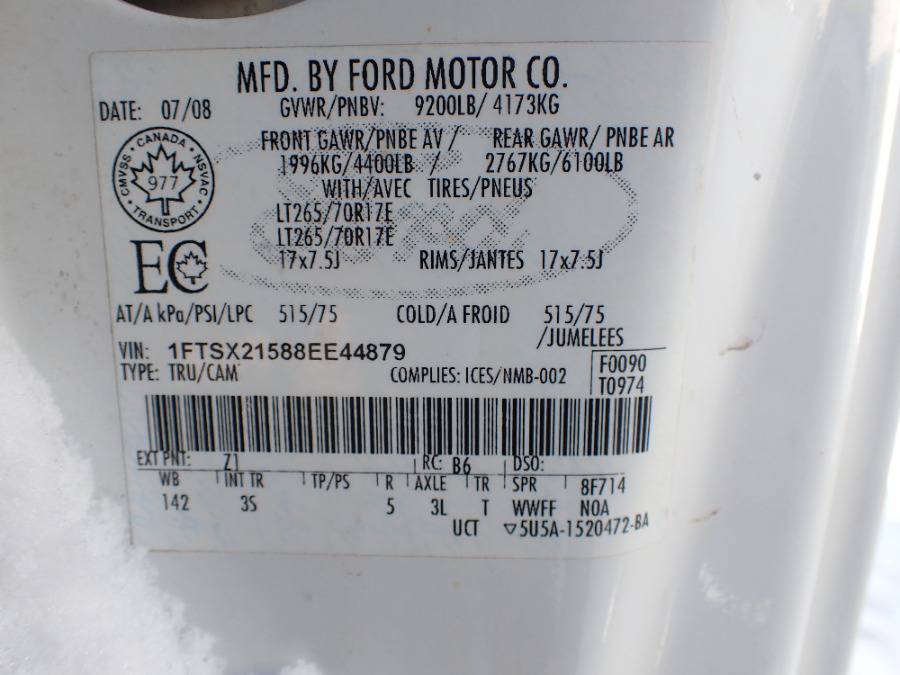 MFD. BY FORD MOTOR CO.
DATE: 07/08 GVWR/PNBV: 9200LB/ 4173KG
FRONT GAWR/PNBE AV / REAR GAWR/ PNBE AR
1996KG/4400LB / 2767KG/6100LB
WITH/AVEC TIRES/PNEUS
LT265/70R17E
LT265/70R17E
17x7.5J RIMS/JANTES 17x7.5J
CMVSS · CANADA · NSVAC
977
TRANSPORT
EC
AT/A kPa/PSI/LPC 515/75 COLD/A FROID 515/75
/JUMELEES
VIN: 1FTSX21588EE44879
TYPE: TRU/CAM COMPLIES: ICES/NMB-002
F0090
T0974
EXT PNT: Z1 RC: B6 DSO:
WB INT TR TP/PS R AXLE TR SPR 8F714
142 3S 5 3L T WWFF NOA
UCT ▽5U5A-1520472-BA